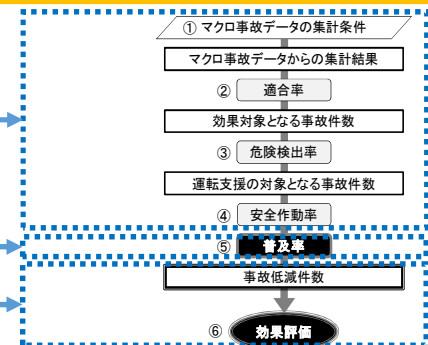 ① マクロ事故データの集計条件
マクロ事故データからの集計結果
② 適合率
効果対象となる事故件数
③ 危険検出率
運転支援の対象となる事故件数
④ 安全作動率
⑤ 普及率
事故低減件数
⑥ 効果評価